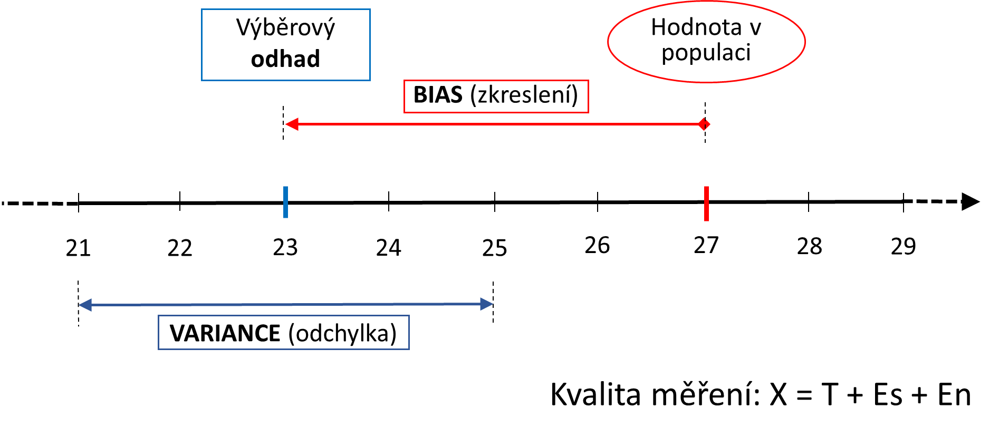 Výběrový
odhad
Hodnota v
populaci
BIAS (zkreslení)
21 22 23 24 25 26 27 28 29
VARIANCE (odchylka)
Kvalita měření: X = T + Es + En